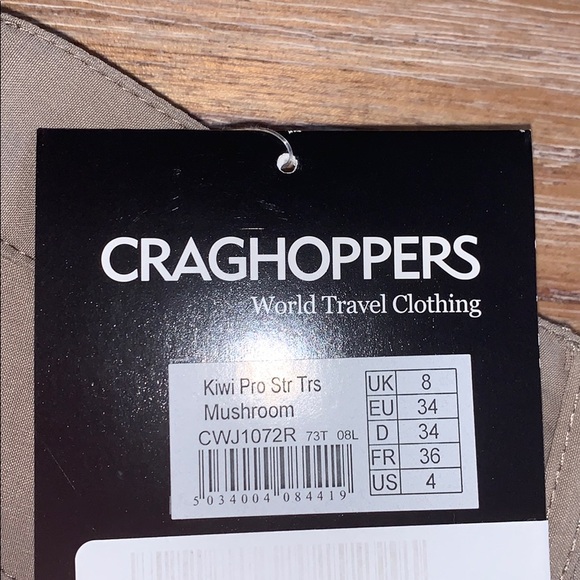 CRAGHOPPERS
World Travel Clothing
Kiwi Pro Str Trs
Mushroom
CWJ1072R 73T 08L
5 034004 084419
UK 8
EU 34
D 34
FR 36
US 4